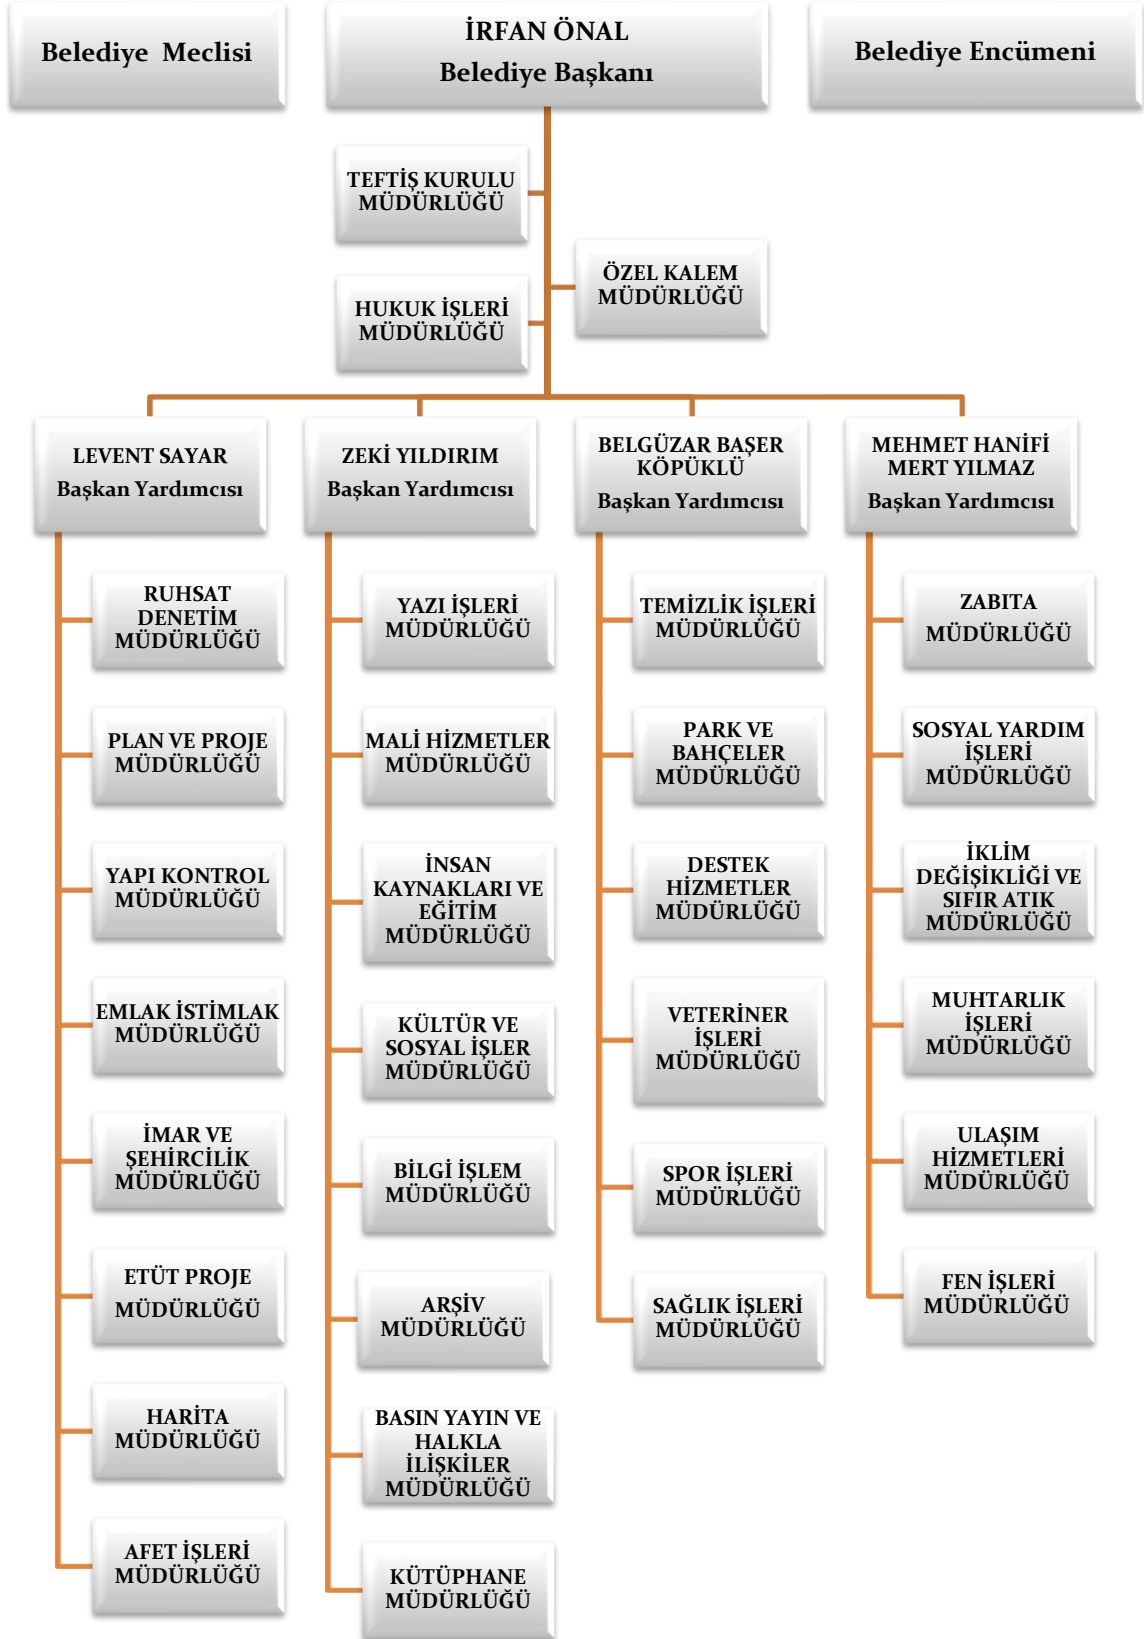 Belediye Meclisi
İRFAN ÖNAL
Belediye Başkanı
Belediye Encümeni
TEFTİŞ KURULU
MÜDÜRLÜĞÜ
ÖZEL KALEM
MÜDÜRLÜĞÜ
HUKUK İŞLERİ
MÜDÜRLÜĞÜ
LEVENT SAYAR
Başkan Yardımcısı
RUHSAT
DENETİM
MÜDÜRLÜĞÜ
PLAN VE PROJE
MÜDÜRLÜĞÜ
YAPI KONTROL
MÜDÜRLÜĞÜ
EMLAK İSTİMLAK
MÜDÜRLÜĞÜ
İMAR VE
ŞEHİRCİLİK
MÜDÜRLÜĞÜ
ETÜT PROJE
MÜDÜRLÜĞÜ
HARİTA
MÜDÜRLÜĞÜ
AFET İŞLERİ
MÜDÜRLÜĞÜ
ZEKİ YILDIRIM
Başkan Yardımcısı
YAZI İŞLERİ
MÜDÜRLÜĞÜ
MALİ HİZMETLER
MÜDÜRLÜĞÜ
İNSAN
KAYNAKLARI VE
EĞİTİM
MÜDÜRLÜĞÜ
KÜLTÜR VE
SOSYAL İŞLER
MÜDÜRLÜĞÜ
BİLGİ İŞLEM
MÜDÜRLÜĞÜ
ARŞİV
MÜDÜRLÜĞÜ
BASIN YAYIN VE
HALKLA
İLİŞKİLER
MÜDÜRLÜĞÜ
KÜTÜPHANE
MÜDÜRLÜĞÜ
BELGÜZAR BAŞER
KÖPÜKLÜ
Başkan Yardımcısı
TEMİZLİK İŞLERİ
MÜDÜRLÜĞÜ
PARK VE
BAHÇELER
MÜDÜRLÜĞÜ
DESTEK
HİZMETLER
MÜDÜRLÜĞÜ
VETERİNER
İŞLERİ
MÜDÜRLÜĞÜ
SPOR İŞLERİ
MÜDÜRLÜĞÜ
SAĞLIK İŞLERİ
MÜDÜRLÜĞÜ
MEHMET HANİFİ
MERT YILMAZ
Başkan Yardımcısı
ZABITA
MÜDÜRLÜĞÜ
SOSYAL YARDIM
İŞLERİ
MÜDÜRLÜĞÜ
İKLİM
DEĞİŞİKLİĞİ VE
SIFIR ATIK
MÜDÜRLÜĞÜ
MUHTARLIK
İŞLERİ
MÜDÜRLÜĞÜ
ULAŞIM
HİZMETLERİ
MÜDÜRLÜĞÜ
FEN İŞLERİ
MÜDÜRLÜĞÜ